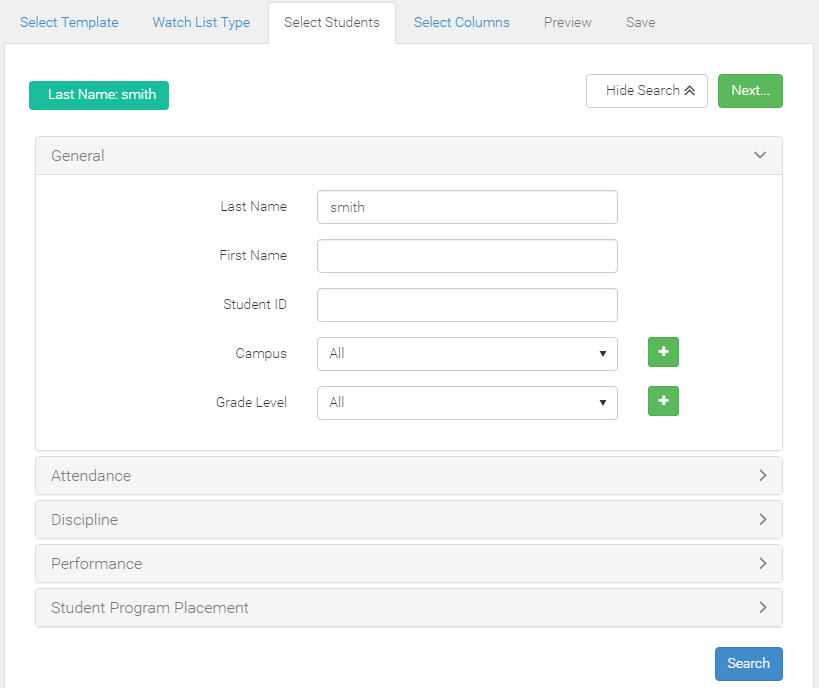 Select Template Watch List Type Select Students Select Columns Preview Save
Last Name: smith Hide Search Next...
General
Last Name smith
First Name
Student ID
Campus All
Grade Level All
Attendance
Discipline
Performance
Student Program Placement
Search